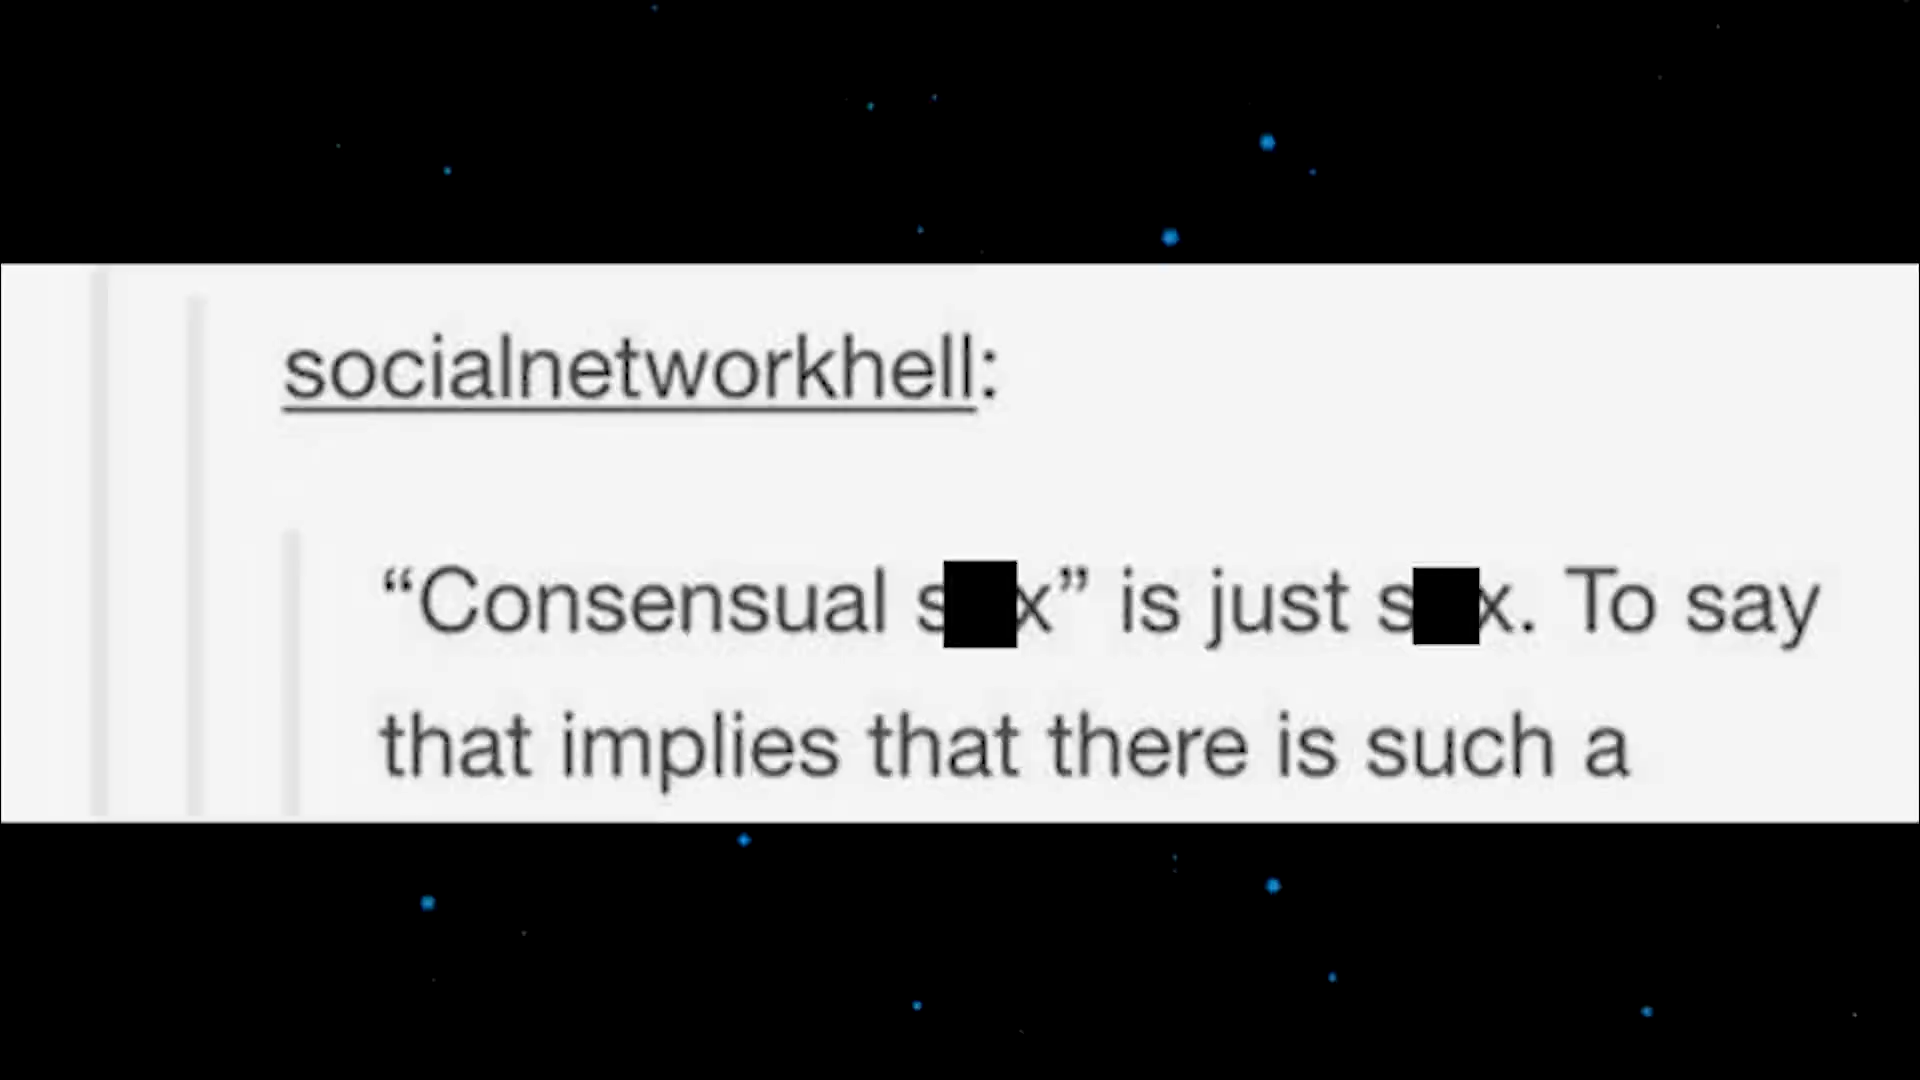 socialnetworkhell:
“Consensual s x” is just s x. To say
that implies that there is such a